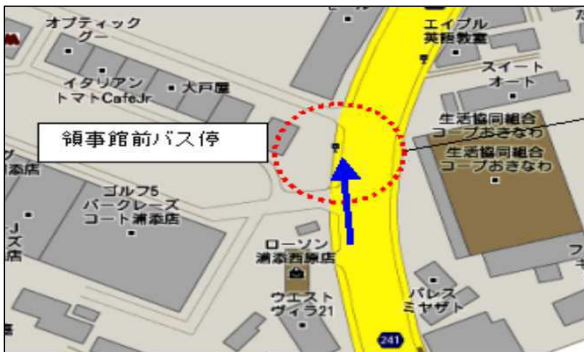 オプティック
グー
イタリアン
トマトCafeJr
大戸屋
エイブル
英語教室
スイート
オート
生活協同組合
コープおきなわ
生活協同組合
コープおきなわ
領事館前バス停
浦添店
ゴルフ5
パークレーズ
コート浦添店
ローソン
浦添西原店
ウエスト
ヴィラ21
パレス
ミヤザト
241